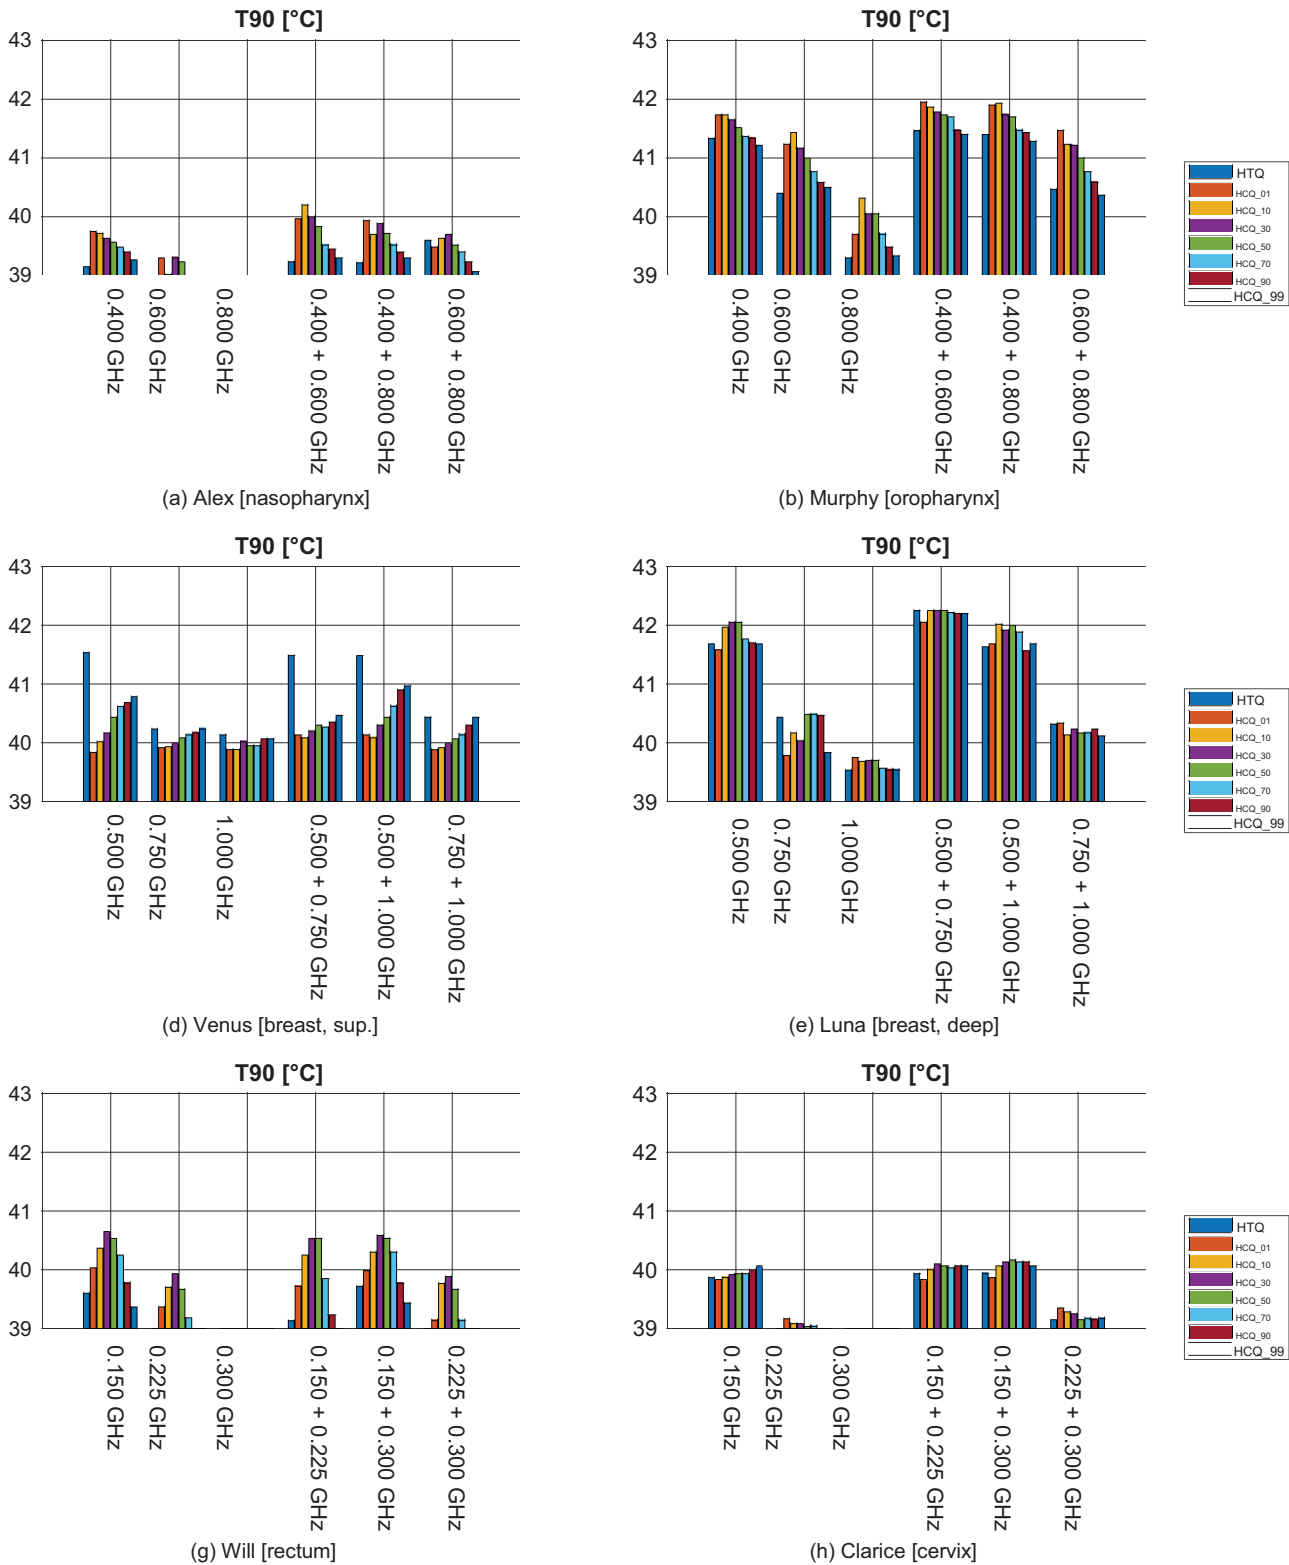 T90 [°C]
43
42
41
40
39
0.400 GHz
0.600 GHz
0.800 GHz
0.400 + 0.600 GHz
0.400 + 0.800 GHz
0.600 + 0.800 GHz
(a) Alex [nasopharynx]
T90 [°C]
43
42
41
40
39
0.400 GHz
0.600 GHz
0.800 GHz
0.400 + 0.600 GHz
0.400 + 0.800 GHz
0.600 + 0.800 GHz
(b) Murphy [oropharynx]
HTQ
HCQ_01
HCQ_10
HCQ_30
HCQ_50
HCQ_70
HCQ_90
HCQ_99
T90 [°C]
43
42
41
40
39
0.500 GHz
0.750 GHz
1.000 GHz
0.500 + 0.750 GHz
0.500 + 1.000 GHz
0.750 + 1.000 GHz
(d) Venus [breast, sup.]
T90 [°C]
43
42
41
40
39
0.500 GHz
0.750 GHz
1.000 GHz
0.500 + 0.750 GHz
0.500 + 1.000 GHz
0.750 + 1.000 GHz
(e) Luna [breast, deep]
HTQ
HCQ_01
HCQ_10
HCQ_30
HCQ_50
HCQ_70
HCQ_90
HCQ_99
T90 [°C]
43
42
41
40
39
0.150 GHz
0.225 GHz
0.300 GHz
0.150 + 0.225 GHz
0.150 + 0.300 GHz
0.225 + 0.300 GHz
(g) Will [rectum]
T90 [°C]
43
42
41
40
39
0.150 GHz
0.225 GHz
0.300 GHz
0.150 + 0.225 GHz
0.150 + 0.300 GHz
0.225 + 0.300 GHz
(h) Clarice [cervix]
HTQ
HCQ_01
HCQ_10
HCQ_30
HCQ_50
HCQ_70
HCQ_90
HCQ_99